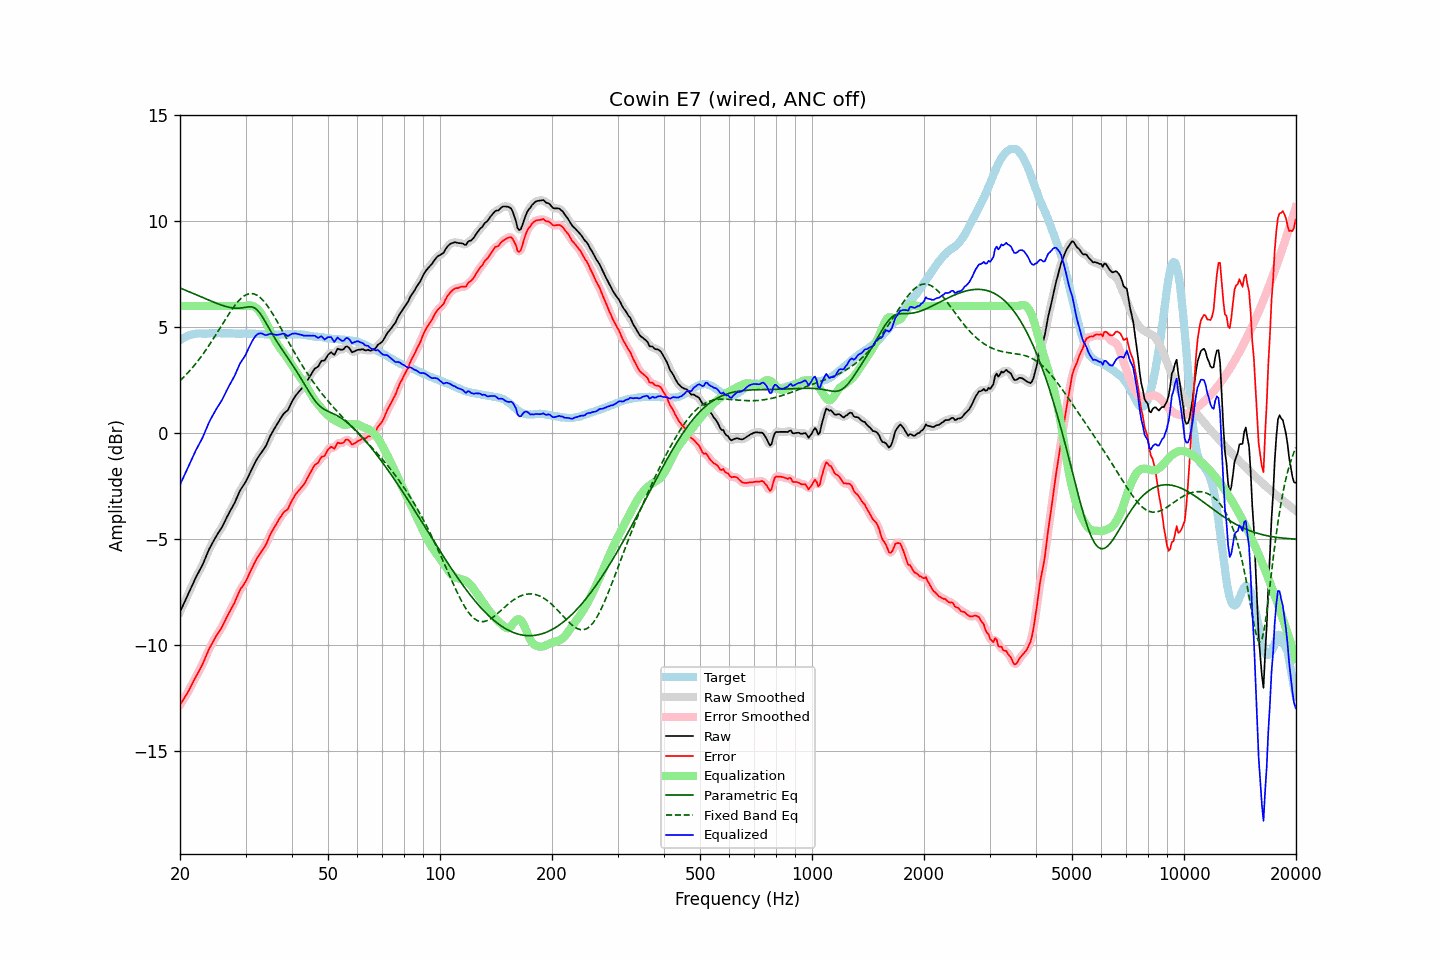 Cowin E7 (wired, ANC off)
Amplitude (dBr)
15
10
5
0
−5
−10
−15
Target
Raw Smoothed
Error Smoothed
Raw
Error
Equalization
Parametric Eq
Fixed Band Eq
Equalized
20 50 100 200 500 1000 2000 5000 10000 20000
Frequency (Hz)